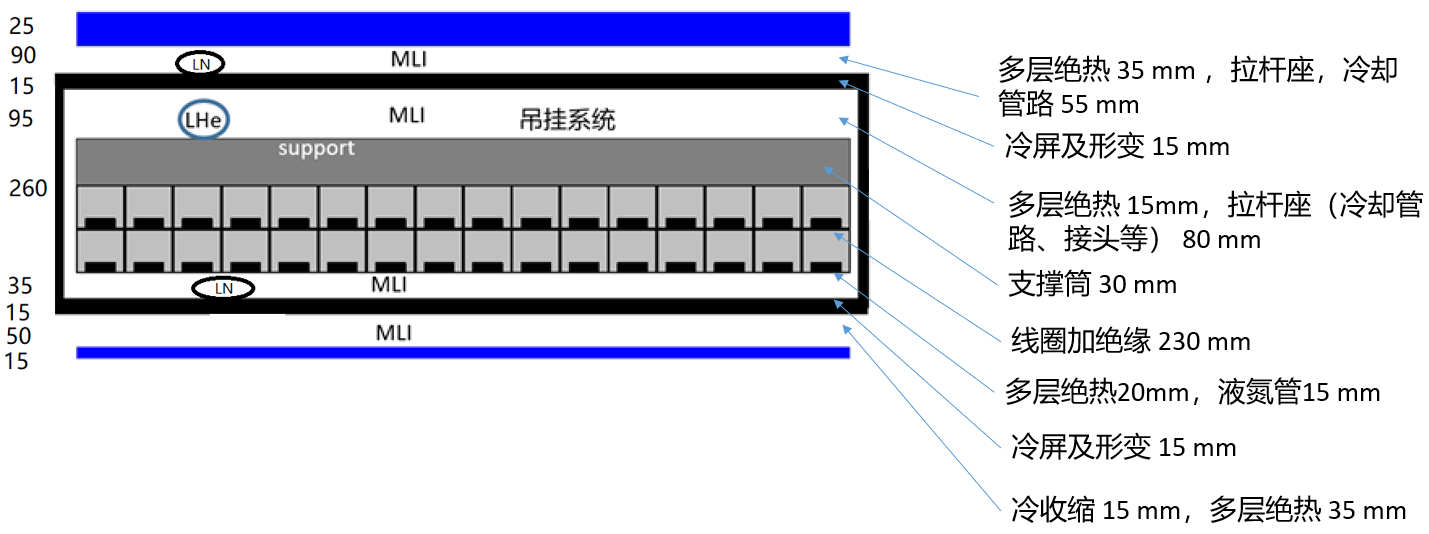 25
90
15
95
260
35
15
50
15
LN
MLI
LHe
MLI
吊挂系统
support
LN
MLI
MLI
多层绝热 35 mm ，拉杆座，冷却
管路 55 mm
冷屏及形变 15 mm
多层绝热 15mm，拉杆座（冷却管
路、接头等） 80 mm
支撑筒 30 mm
线圈加绝缘 230 mm
多层绝热20mm，液氮管15 mm
冷屏及形变 15 mm
冷收缩 15 mm，多层绝热 35 mm